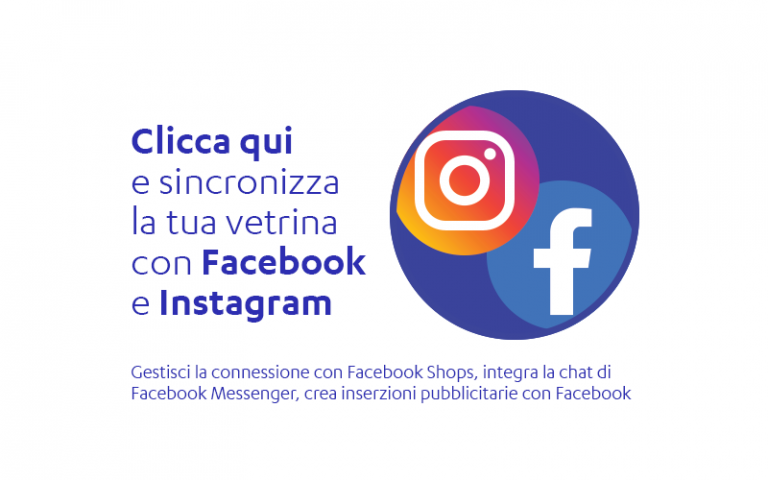 Clicca qui
e sincronizza
la tua vetrina
con Facebook
e Instagram
Gestisci la connessione con Facebook Shops, integra la chat di
Facebook Messenger, crea inserzioni pubblicitarie con Facebook